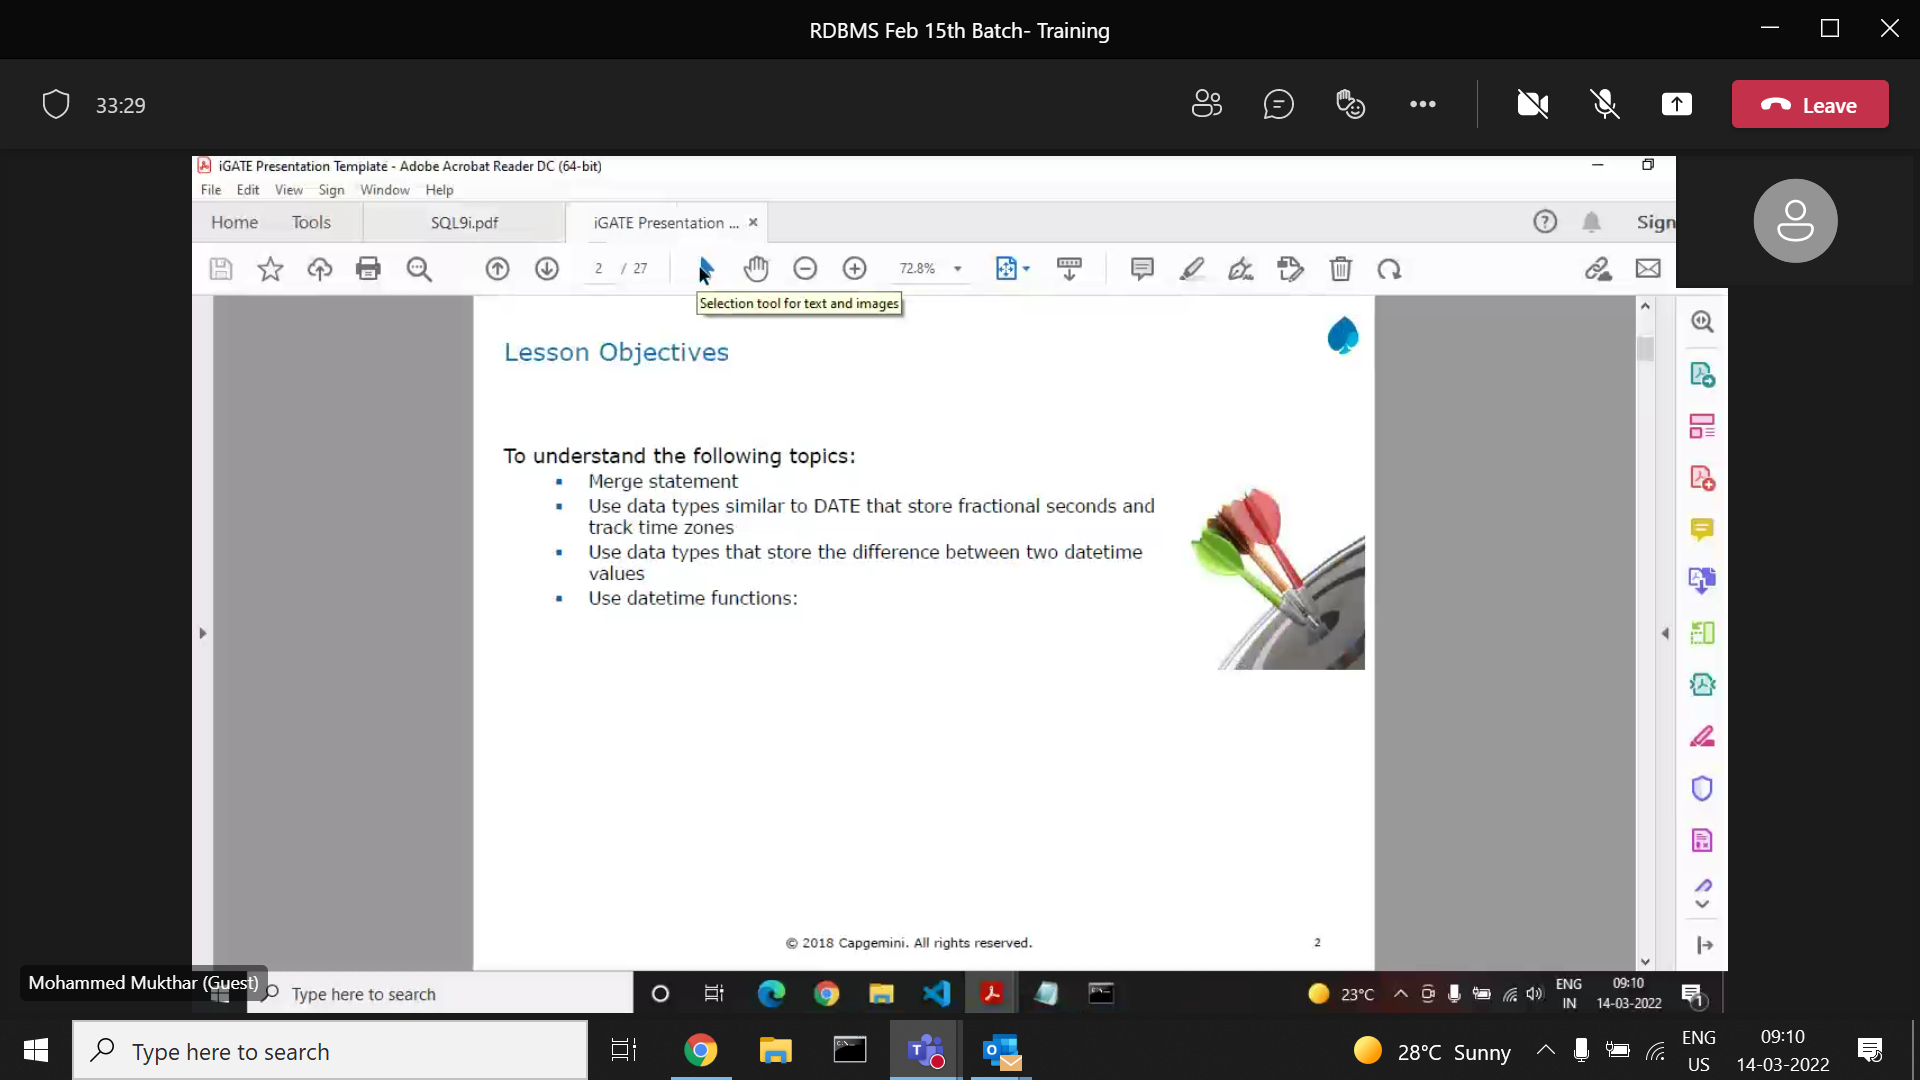 RDBMS Feb 15th Batch- Training
33:29
Leave
iGATE Presentation Template - Adobe Acrobat Reader DC (64-bit)
File Edit View Sign Window Help
Home Tools SQL9i.pdf iGATE Presentation ... × Sign
2 / 27 72.8%
Selection tool for text and images
Lesson Objectives
To understand the following topics:
▪ Merge statement
▪ Use data types similar to DATE that store fractional seconds and
track time zones
▪ Use data types that store the difference between two datetime
values
▪ Use datetime functions:
© 2018 Capgemini. All rights reserved. 2
Mohammed Mukthar (Guest)
Type here to search 23°C ENG 09:10
IN 14-03-2022 1
Type here to search 28°C Sunny ENG 09:10
US 14-03-2022